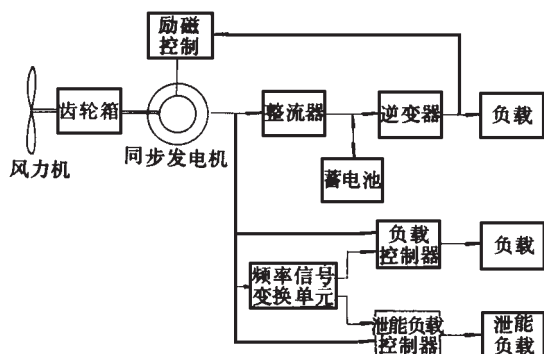 励磁
控制
齿轮箱
整流器
逆变器
负载
风力机
同步发电机
蓄电池
负载
控制器
负载
频率信号
变换单元
泄能负载
控制器
泄能
负载